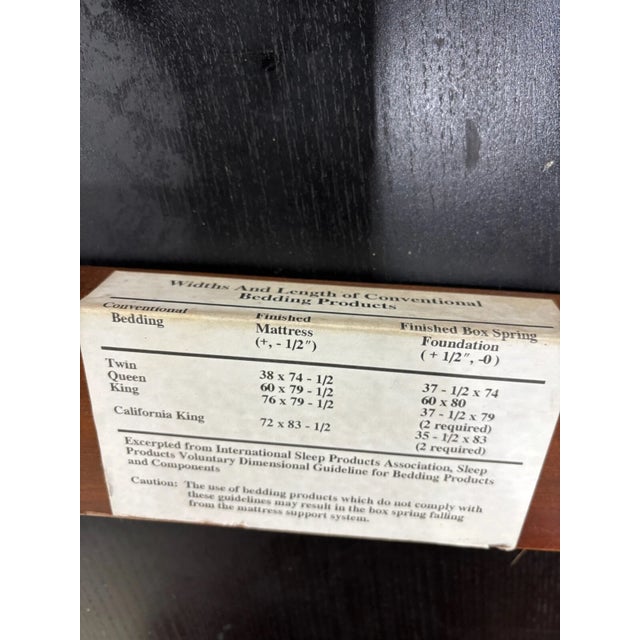 Widths And Length of Conventional
Bedding Products
Conventional Bedding Finished Mattress (+, - 1/2") Finished Box Spring Foundation (+ 1/2", -0)
Twin 38 x 74 - 1/2 37 - 1/2 x 74
Queen 60 x 79 - 1/2 60 x 80
King 76 x 79 - 1/2 37 - 1/2 x 79
(2 required)
California King 72 x 83 - 1/2 35 - 1/2 x 83
(2 required)
Excerpted from International Sleep Products Association, Sleep
Products Voluntary Dimensional Guideline for Bedding Products
and Components
Caution: The use of bedding products which do not comply with
these guidelines may result in the box spring falling
from the mattress support system.